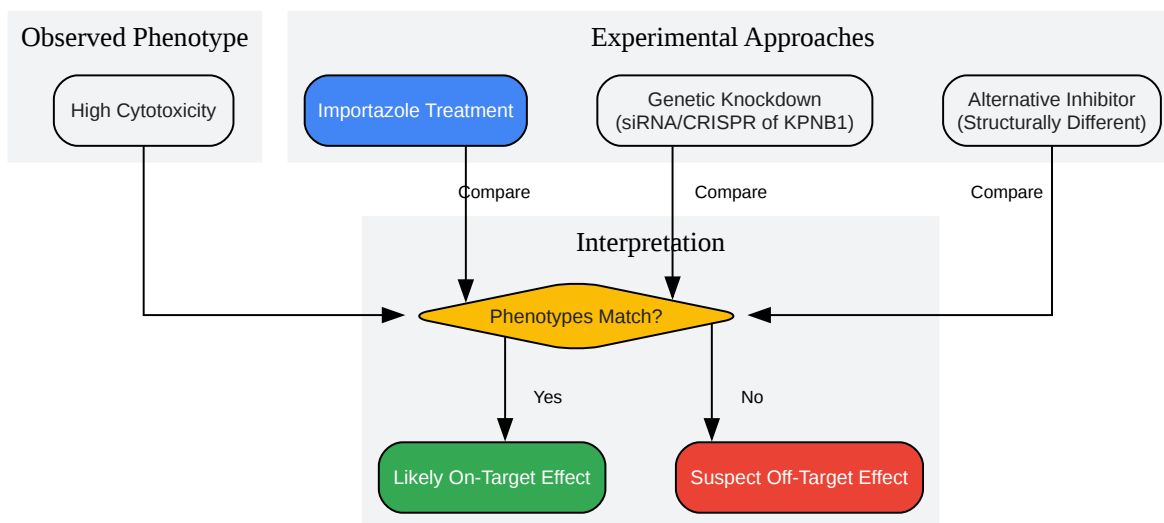 Observed Phenotype
Experimental Approaches
High Cytotoxicity
Importazole Treatment
Genetic Knockdown
(siRNA/CRISPR of KPNB1)
Alternative Inhibitor
(Structurally Different)
Compare
Compare
Compare
Interpretation
Phenotypes Match?
Yes
No
Likely On-Target Effect
Suspect Off-Target Effect